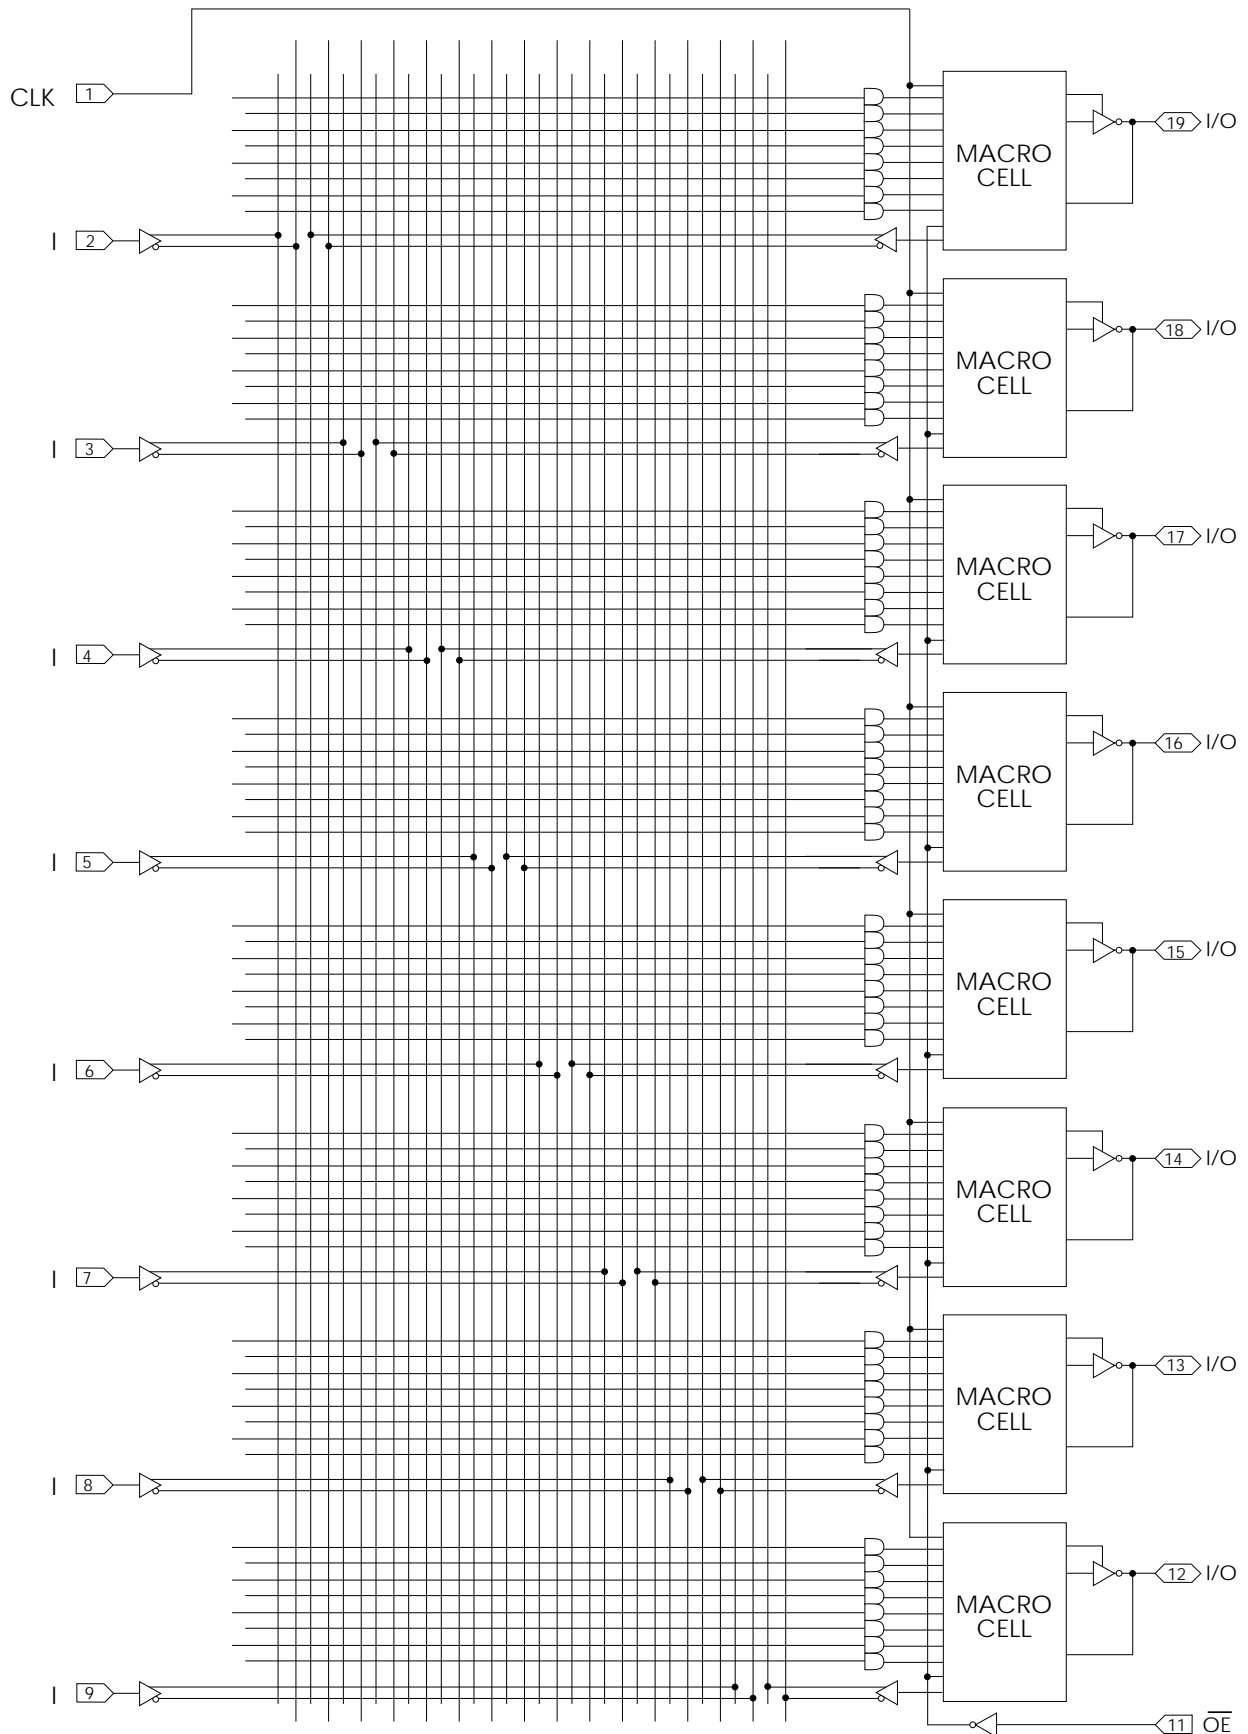 CLK 1
MACRO
CELL
19 I/O
I 2
MACRO
CELL
18 I/O
I 3
MACRO
CELL
17 I/O
I 4
MACRO
CELL
16 I/O
I 5
MACRO
CELL
15 I/O
I 6
MACRO
CELL
14 I/O
I 7
MACRO
CELL
13 I/O
I 8
MACRO
CELL
12 I/O
I 9
11 O̅E̅